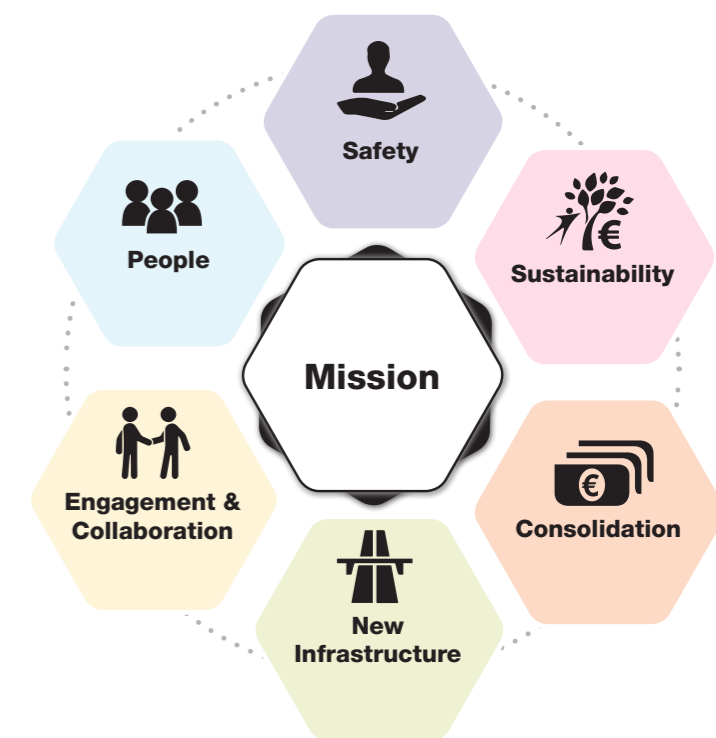 Safety
People
€
Sustainability
Mission
Engagement &
Collaboration
€
Consolidation
New
Infrastructure